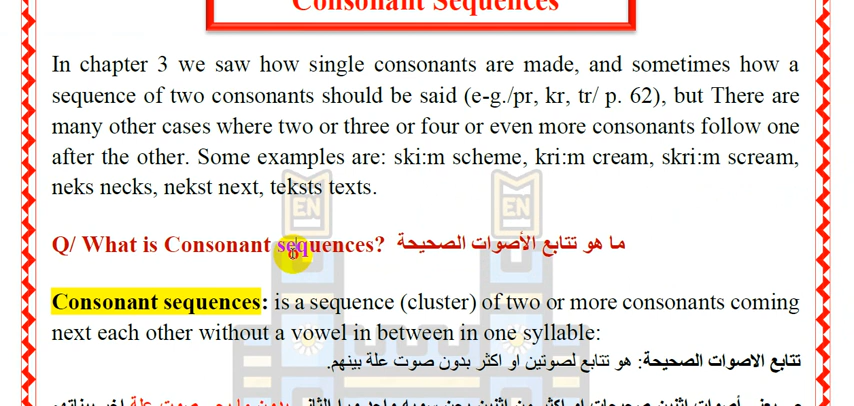 Consonant Sequences
In chapter 3 we saw how single consonants are made, and sometimes how a
sequence of two consonants should be said (e-g./pr, kr, tr/ p. 62), but There are
many other cases where two or three or four or even more consonants follow one
after the other. Some examples are: ski:m scheme, kri:m cream, skri:m scream,
neks necks, nekst next, teksts texts.
EN EN
Q/ What is Consonant sequences? ما هو تتابع الأصوات الصحيحة
Consonant sequences: is a sequence (cluster) of two or more consonants coming
next each other without a vowel in between in one syllable:
تتابع الاصوات الصحيحة: هو تتابع لصوتين او اكثر بدون صوت علة بينهم.